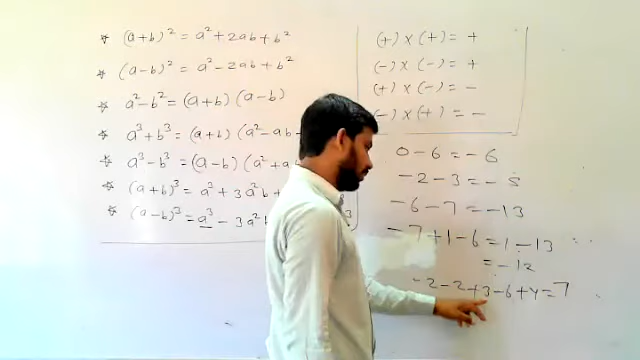 * (a+b)² = a² + 2ab + b²
* (a-b)² = a² - 2ab + b²
* a² - b² = (a+b) (a-b)
* a³ + b³ = (a+b) (a² - ab
* a³ - b³ = (a-b) (a² +
* (a+b)³ = a³ + 3a²b
* (a-b)³ = a³ - 3a²b
(+) × (+) = +
(-) × (-) = +
(+) × (-) = -
(-) × (+) = -
0 - 6 = - 6
- 2 - 3 = - 5
- 6 - 7 = - 13
- 7 + 1 - 6 = 1 - 13
= - 12
- 2 - 2 + 3 - 6 + 4 = 7